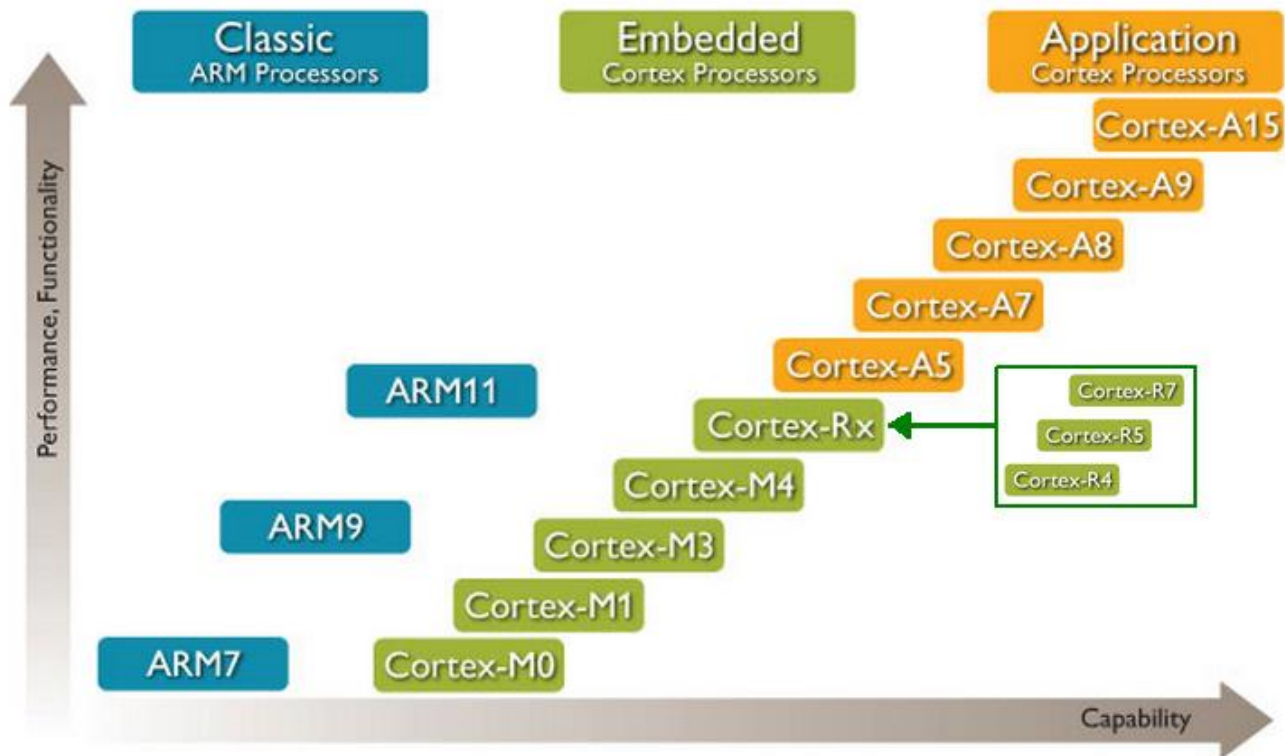 Classic
ARM Processors
Embedded
Cortex Processors
Application
Cortex Processors
Performance, Functionality
Cortex-A15
Cortex-A9
Cortex-A8
Cortex-A7
Cortex-A5
ARM11
Cortex-R7
Cortex-Rx
Cortex-R5
Cortex-R4
Cortex-M4
ARM9
Cortex-M3
Cortex-M1
ARM7
Cortex-M0
Capability